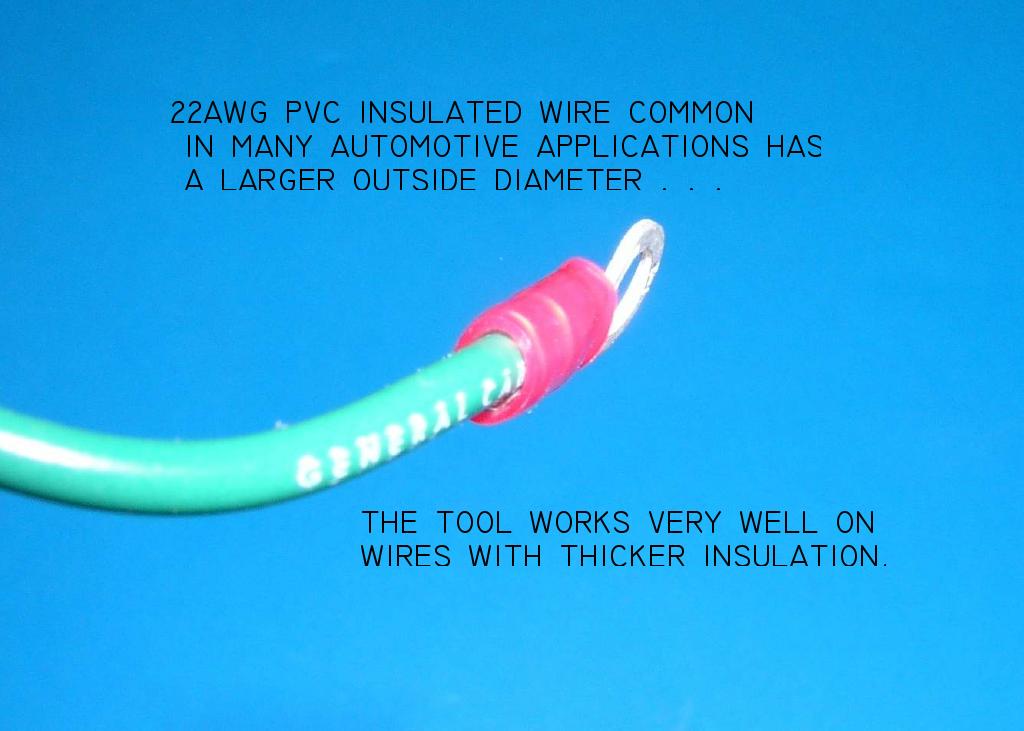 22AWG PVC INSULATED WIRE COMMON
IN MANY AUTOMOTIVE APPLICATIONS HAS
A LARGER OUTSIDE DIAMETER . . .
GENERAL
THE TOOL WORKS VERY WELL ON
WIRES WITH THICKER INSULATION.